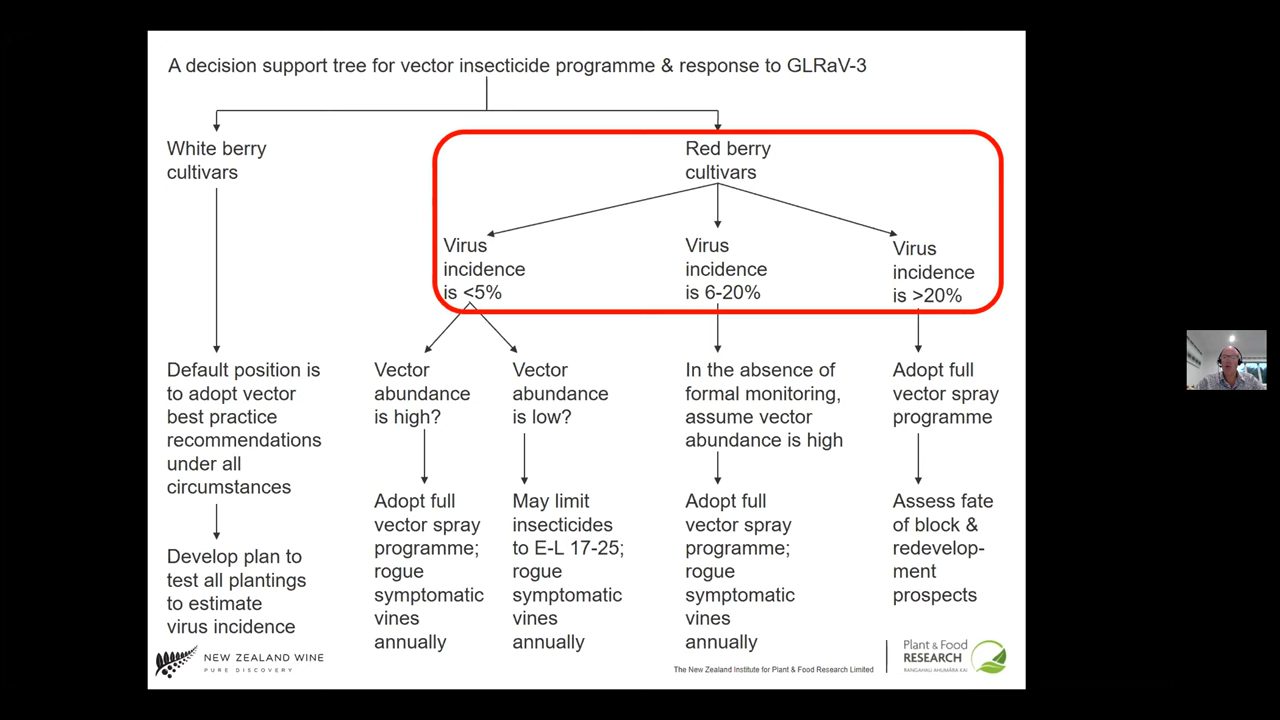 A decision support tree for vector insecticide programme & response to GLRaV-3
White berry
cultivars
Red berry
cultivars
Virus
incidence
is <5%
Virus
incidence
is 6-20%
Virus
incidence
is >20%
Default position is
to adopt vector
best practice
recommendations
under all
circumstances
Vector
abundance
is high?
Vector
abundance
is low?
In the absence of
formal monitoring,
assume vector
abundance is high
Adopt full
vector spray
programme
Develop plan to
test all plantings
to estimate
virus incidence
Adopt full
vector spray
programme;
rogue
symptomatic
vines
annually
May limit
insecticides
to E-L 17-25;
rogue
symptomatic
vines
annually
Adopt full
vector spray
programme;
rogue
symptomatic
vines
annually
Assess fate
of block &
redevelop-
ment
prospects
NEW ZEALAND WINE
PURE DISCOVERY
The New Zealand Institute for Plant & Food Research Limited
Plant & Food
RESEARCH
RANGAHAU AHUMĀRA KAI